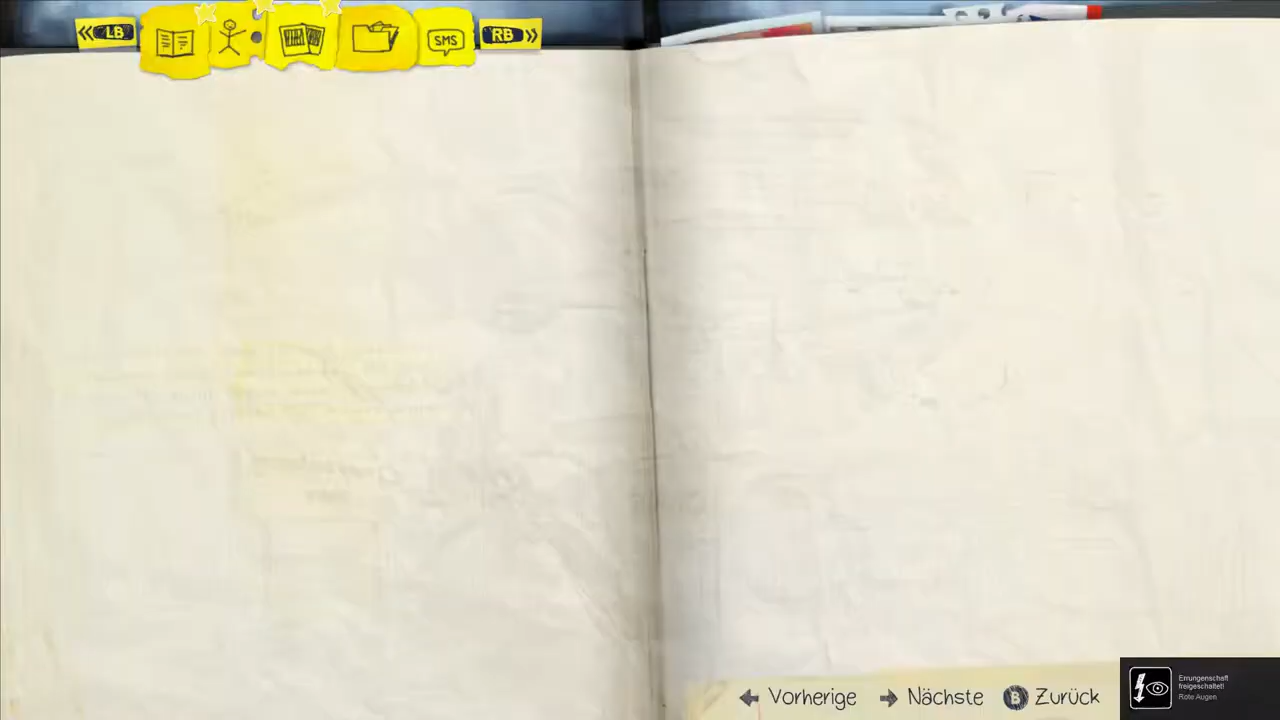 LB
SMS
RB
Vorherige
Nächste
B Zurück
Errungenschaft
freigeschaltet!
Rote Augen